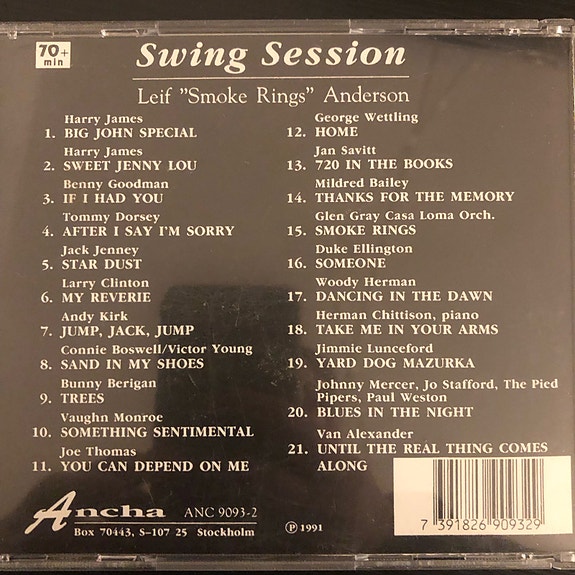 70+
min
Swing Session
Leif "Smoke Rings" Anderson
Harry James
1. BIG JOHN SPECIAL
Harry James
2. SWEET JENNY LOU
Benny Goodman
3. IF I HAD YOU
Tommy Dorsey
4. AFTER I SAY I'M SORRY
Jack Jenney
5. STAR DUST
Larry Clinton
6. MY REVERIE
Andy Kirk
7. JUMP, JACK, JUMP
Connie Boswell/Victor Young
8. SAND IN MY SHOES
Bunny Berigan
9. TREES
Vaughn Monroe
10. SOMETHING SENTIMENTAL
Joe Thomas
11. YOU CAN DEPEND ON ME
George Wettling
12. HOME
Jan Savitt
13. 720 IN THE BOOKS
Mildred Bailey
14. THANKS FOR THE MEMORY
Glen Gray Casa Loma Orch.
15. SMOKE RINGS
Duke Ellington
16. SOMEONE
Woody Herman
17. DANCING IN THE DAWN
Herman Chittison, piano
18. TAKE ME IN YOUR ARMS
Jimmie Lunceford
19. YARD DOG MAZURKA
Johnny Mercer, Jo Stafford, The Pied
Pipers, Paul Weston
20. BLUES IN THE NIGHT
Van Alexander
21. UNTIL THE REAL THING COMES
ALONG
Ancha ANC 9093-2
Box 70443, S-107 25 Stockholm
℗ 1991
7 391826 909329